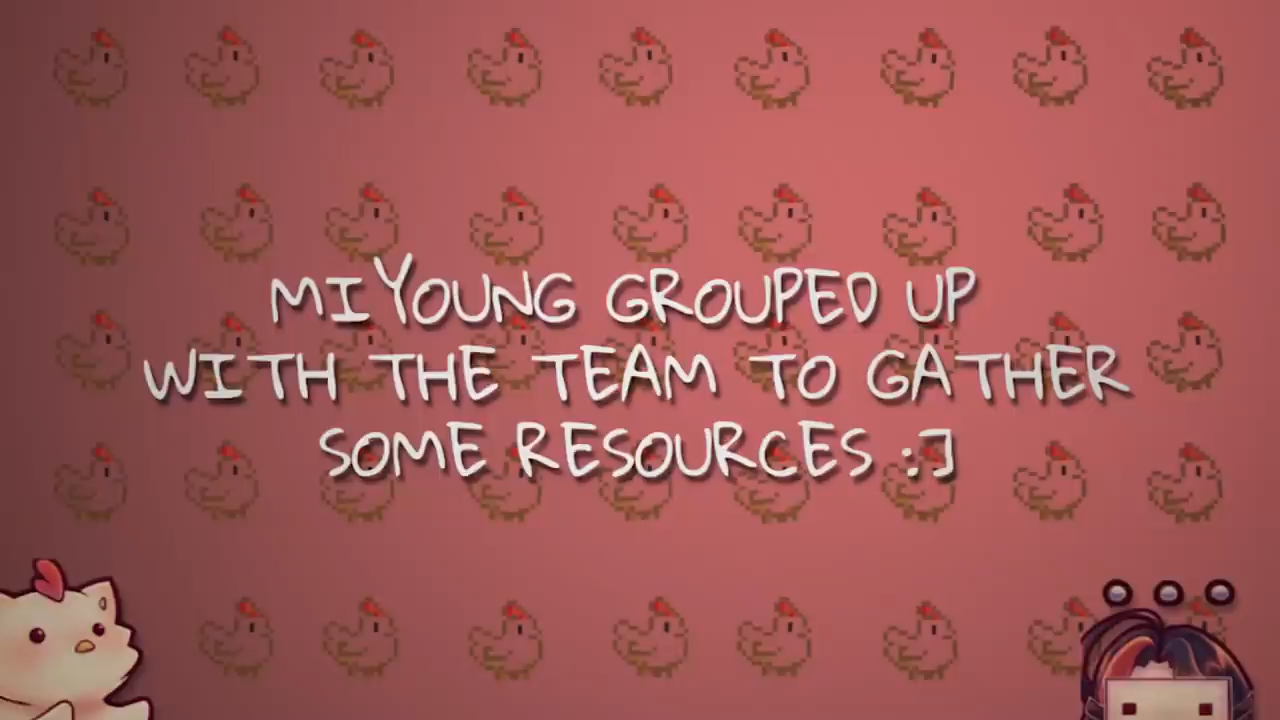 MIYOUNG GROUPED UP
WITH THE TEAM TO GATHER
SOME RESOURCES :]